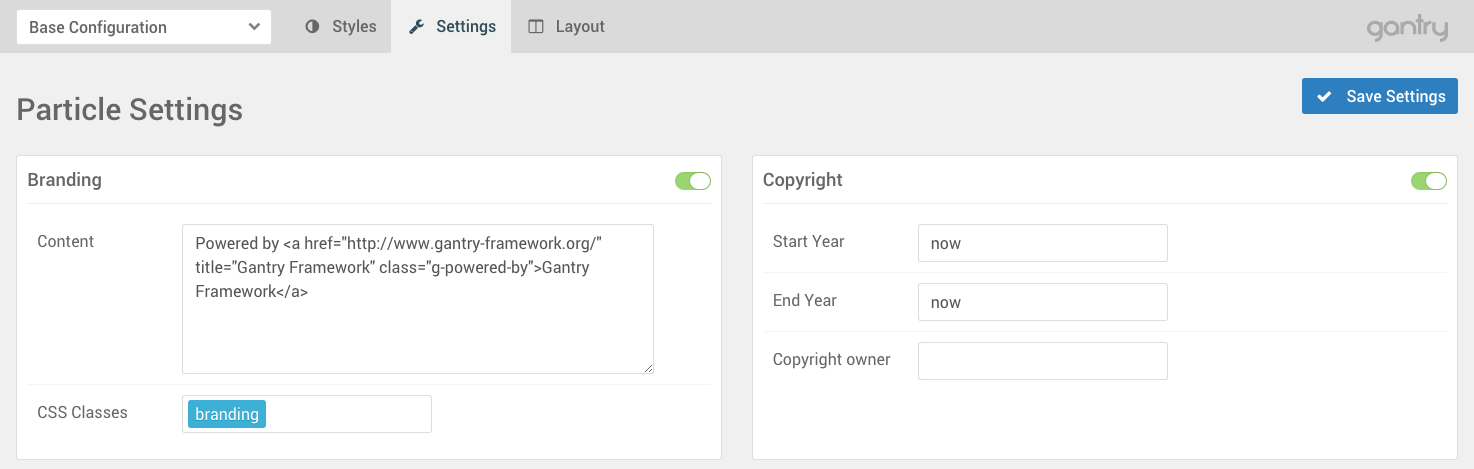 Base Configuration
Styles
Settings
Layout
gantry
Particle Settings
Save Settings
Branding
Content
Powered by <a href="http://www.gantry-framework.org/"
title="Gantry Framework" class="g-powered-by">Gantry
Framework</a>
CSS Classes
branding
Copyright
Start Year
now
End Year
now
Copyright owner